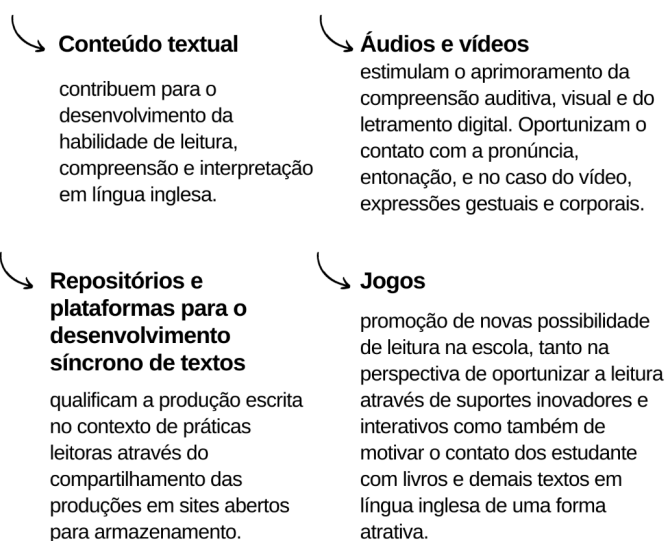 Conteúdo textual
contribuem para o
desenvolvimento da
habilidade de leitura,
compreensão e interpretação
em língua inglesa.
Áudios e vídeos
estimulam o aprimoramento da
compreensão auditiva, visual e do
letramento digital. Oportunizam o
contato com a pronúncia,
entonação, e no caso do vídeo,
expressões gestuais e corporais.
Repositórios e
plataformas para o
desenvolvimento
síncrono de textos
qualificam a produção escrita
no contexto de práticas
leitoras através do
compartilhamento das
produções em sites abertos
para armazenamento.
Jogos
promoção de novas possibilidade
de leitura na escola, tanto na
perspectiva de oportunizar a leitura
através de suportes inovadores e
interativos como também de
motivar o contato dos estudante
com livros e demais textos em
língua inglesa de uma forma
atrativa.